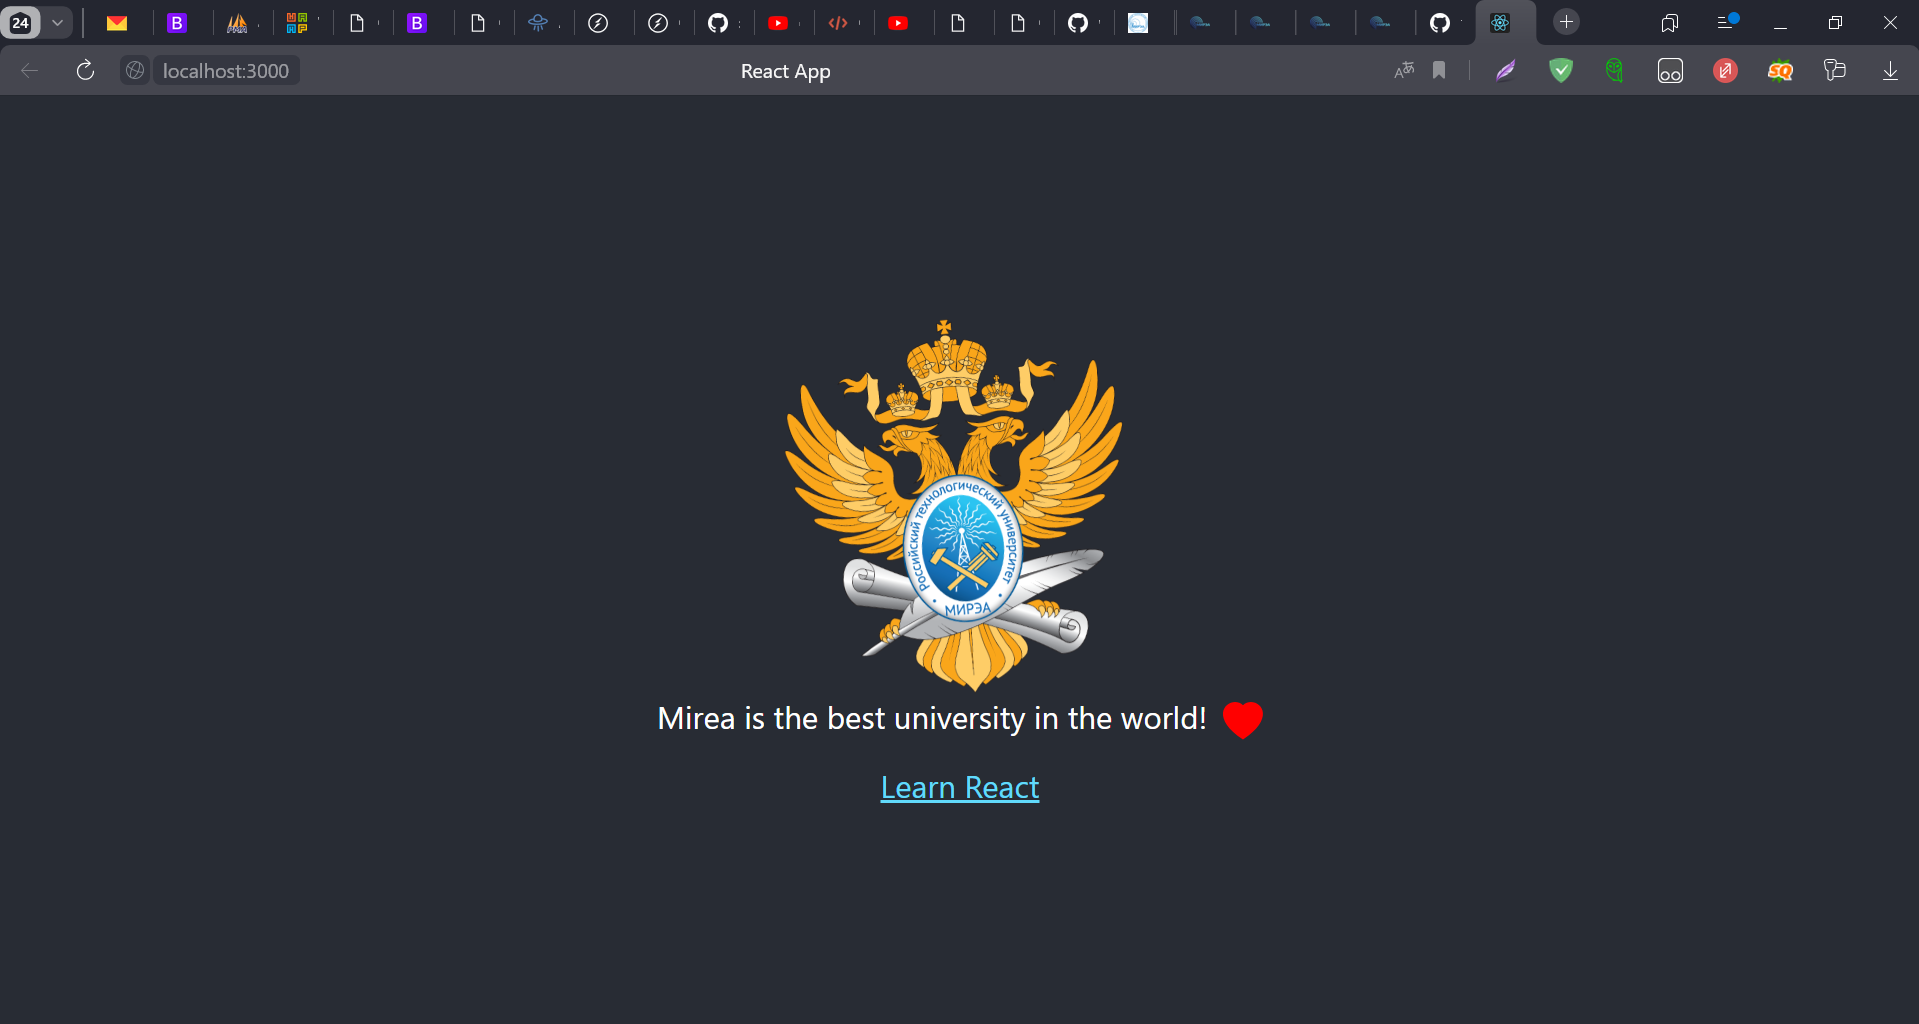 24
localhost:3000
React App
Российский технологический университет
МИРЭА
Mirea is the best university in the world!
Learn React